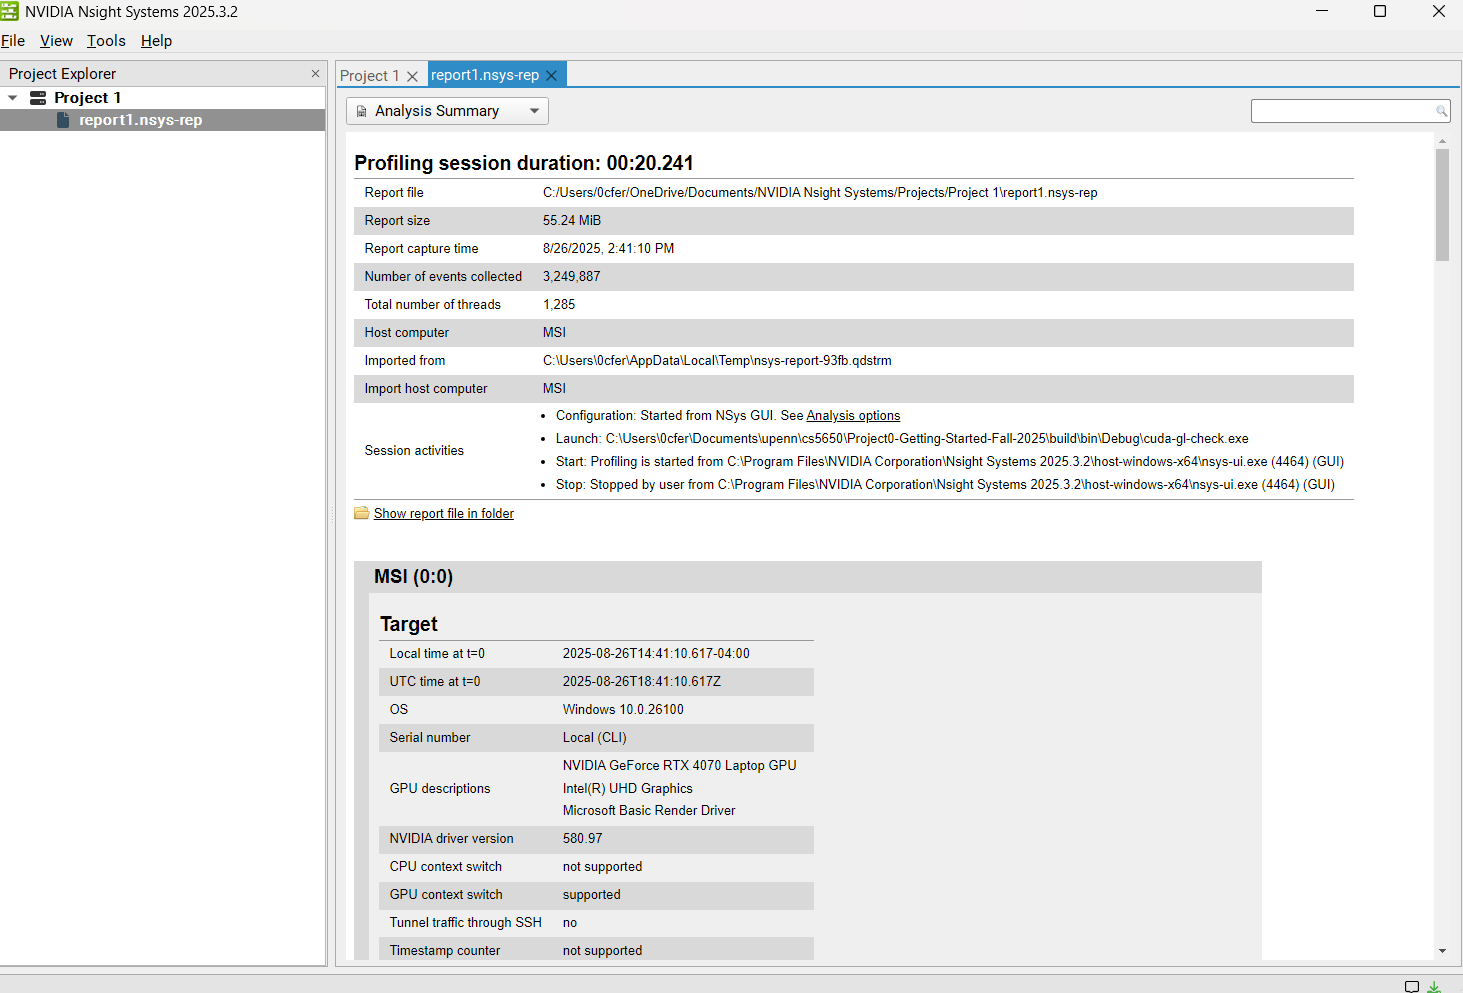 NVIDIA Nsight Systems 2025.3.2
File View Tools Help
Project Explorer
Project 1
report1.nsys-rep
Project 1
report1.nsys-rep
Analysis Summary
Profiling session duration: 00:20.241
Report file C:/Users/0cfer/OneDrive/Documents/NVIDIA Nsight Systems/Projects/Project 1\report1.nsys-rep
Report size 55.24 MiB
Report capture time 8/26/2025, 2:41:10 PM
Number of events collected 3,249,887
Total number of threads 1,285
Host computer MSI
Imported from C:\Users\0cfer\AppData\Local\Temp\nsys-report-93fb.qdstrm
Import host computer MSI
Session activities
• Configuration: Started from NSys GUI. See Analysis options
• Launch: C:\Users\0cfer\Documents\upenn\cs5650\Project0-Getting-Started-Fall-2025\build\bin\Debug\cuda-gl-check.exe
• Start: Profiling is started from C:\Program Files\NVIDIA Corporation\Nsight Systems 2025.3.2\host-windows-x64\nsys-ui.exe (4464) (GUI)
• Stop: Stopped by user from C:\Program Files\NVIDIA Corporation\Nsight Systems 2025.3.2\host-windows-x64\nsys-ui.exe (4464) (GUI)
Show report file in folder
MSI (0:0)
Target
Local time at t=0 2025-08-26T14:41:10.617-04:00
UTC time at t=0 2025-08-26T18:41:10.617Z
OS Windows 10.0.26100
Serial number Local (CLI)
GPU descriptions
NVIDIA GeForce RTX 4070 Laptop GPU
Intel(R) UHD Graphics
Microsoft Basic Render Driver
NVIDIA driver version 580.97
CPU context switch not supported
GPU context switch supported
Tunnel traffic through SSH no
Timestamp counter not supported